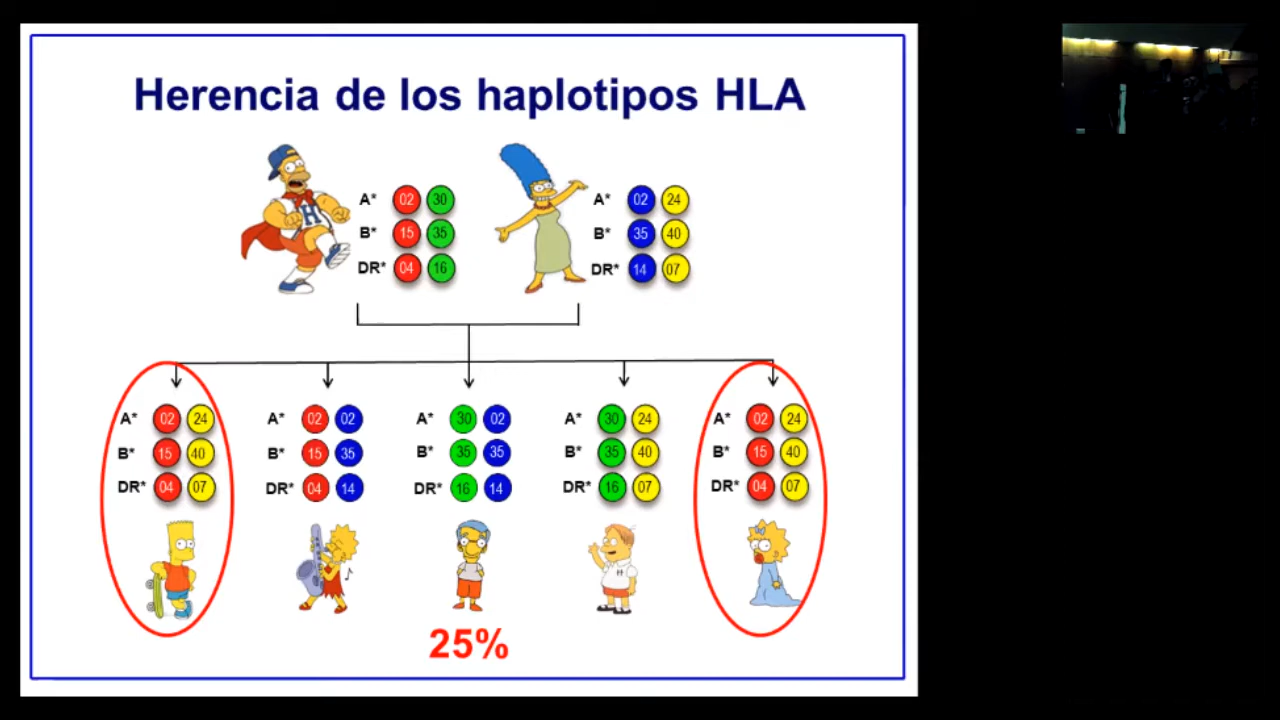 Herencia de los haplotipos HLA
A* 02 30 A* 02 24
B* 15 35 B* 35 40
DR* 04 16 DR* 14 07
A* 02 24 A* 02 02 A* 30 02 A* 30 24 A* 02 24
B* 15 40 B* 15 35 B* 35 35 B* 35 40 B* 15 40
DR* 04 07 DR* 04 14 DR* 16 14 DR* 16 07 DR* 04 07
H
25%